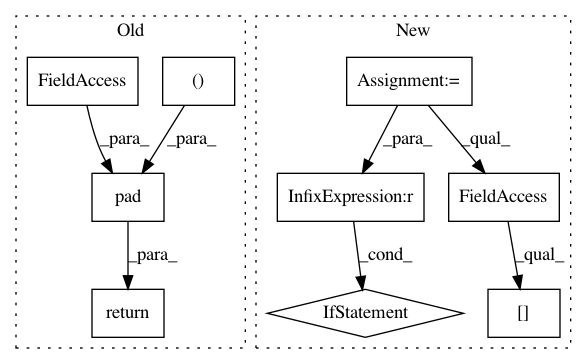 Old
New
FieldAccess
()
Assignment:=
_para_
_para_
_para_
_qual_
pad
InfixExpression:r
FieldAccess
_para_
_cond_
_qual_
return
IfStatement
[]